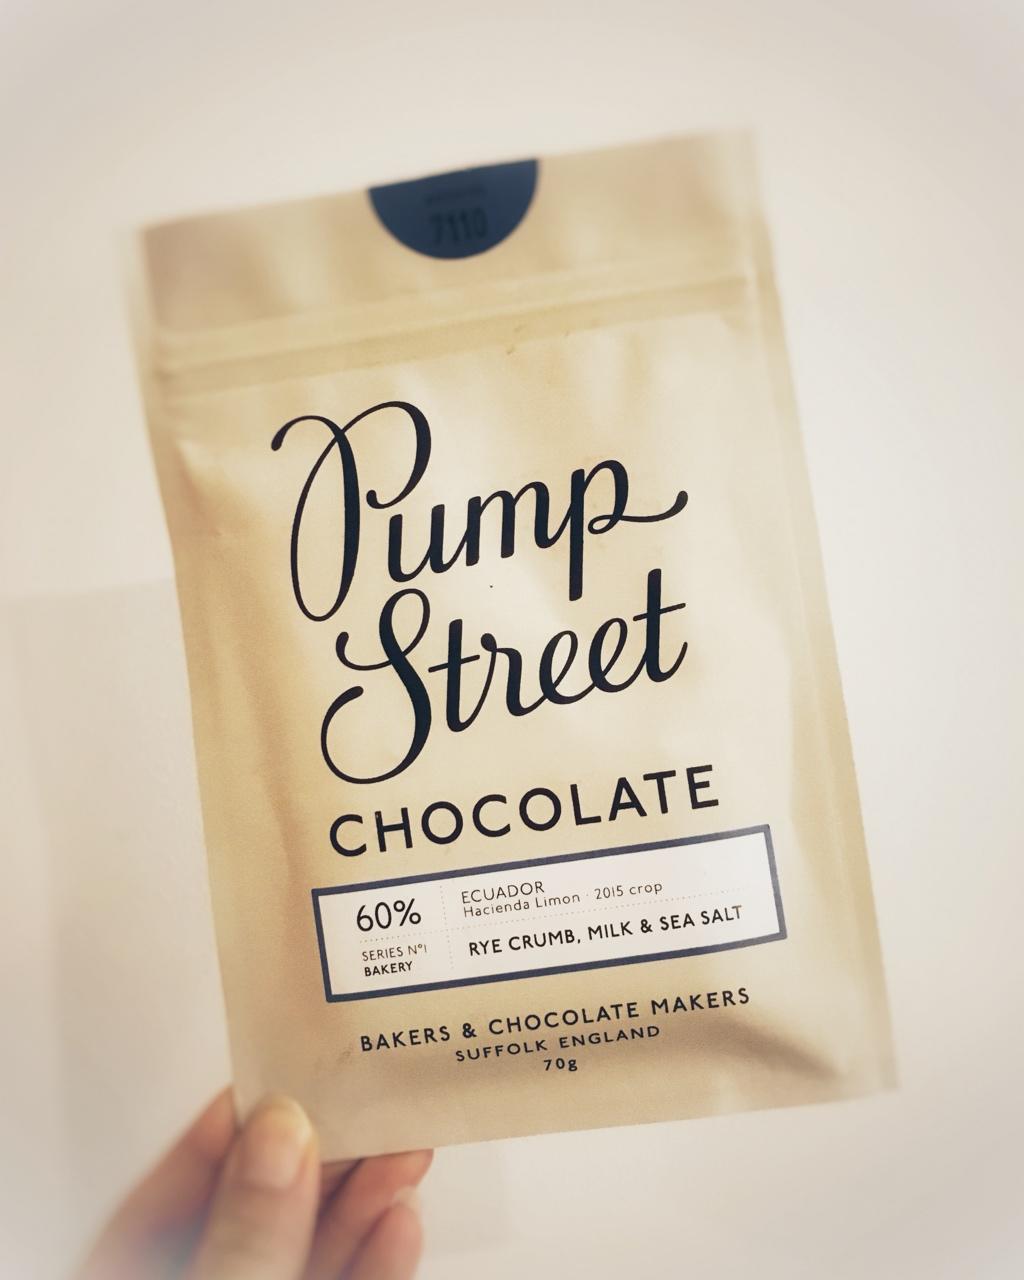 7110
Pump
Street
CHOCOLATE
60%
SERIES Nº1
BAKERY
ECUADOR
Hacienda Limon · 2015 crop
RYE CRUMB, MILK & SEA SALT
BAKERS & CHOCOLATE MAKERS
SUFFOLK ENGLAND
70g